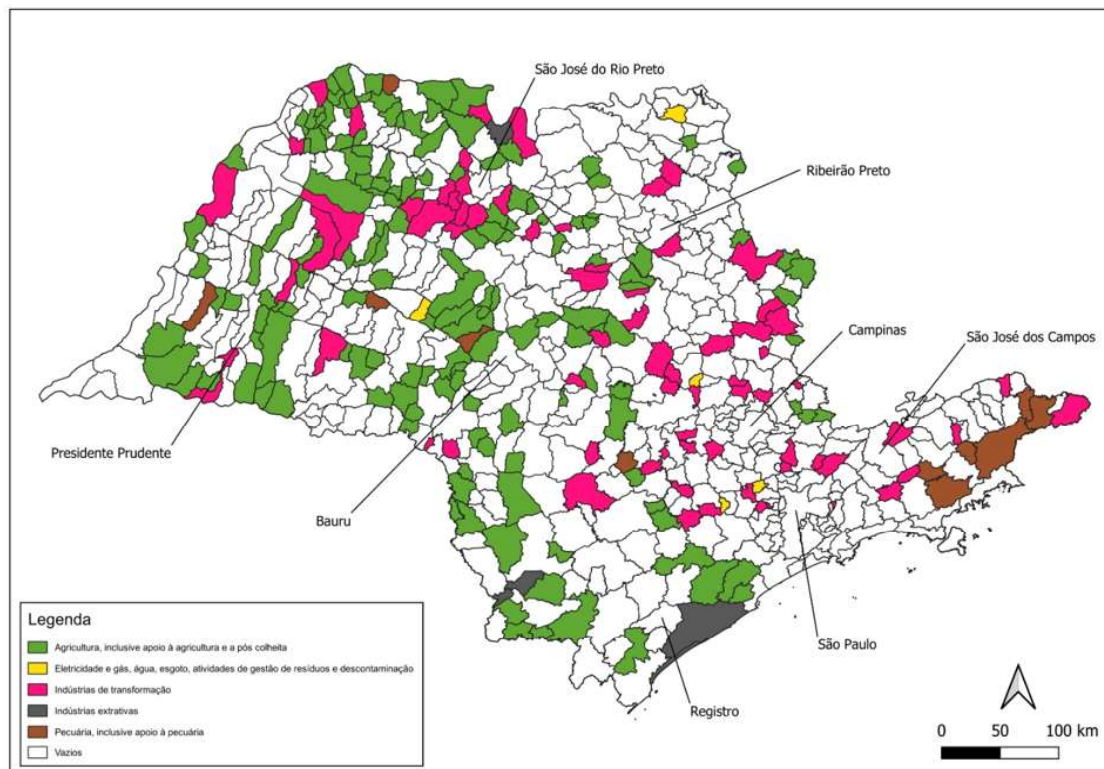 São José do Rio Preto
Ribeirão Preto
Campinas
São José dos Campos
Presidente Prudente
Bauru
São Paulo
Registro
Legenda
Agricultura, inclusive apoio à agricultura e a pós colheita
Eletricidade e gás, água, esgoto, atividades de gestão de resíduos e descontaminação
Indústrias de transformação
Indústrias extrativas
Pecuária, inclusive apoio à pecuária
Vazios
0 50 100 km